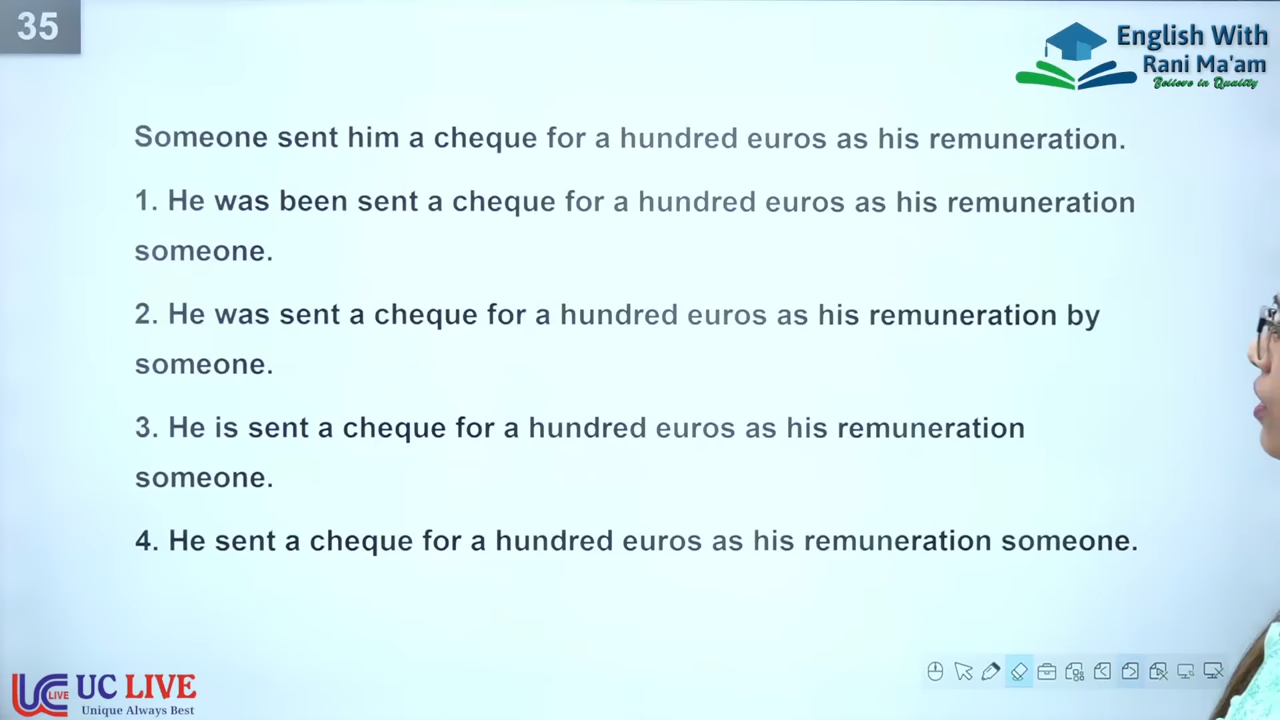 35
English With
Rani Ma'am
Believe in Quality
Someone sent him a cheque for a hundred euros as his remuneration.
1. He was been sent a cheque for a hundred euros as his remuneration
someone.
2. He was sent a cheque for a hundred euros as his remuneration by
someone.
3. He is sent a cheque for a hundred euros as his remuneration
someone.
4. He sent a cheque for a hundred euros as his remuneration someone.
UC LIVE UC LIVE
Unique Always Best